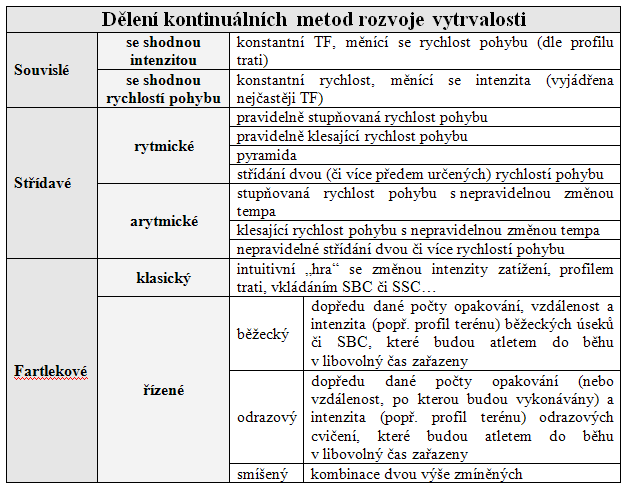 Dělení kontinuálních metod rozvoje vytrvalosti
Souvislé
se shodnou
intenzitou
konstantní TF, měnící se rychlost pohybu (dle profilu
trati)
se shodnou
rychlostí pohybu
konstantní rychlost, měnící se intenzita (vyjádřena
nejčastěji TF)
Střídavé
rytmické
pravidelně stupňovaná rychlost pohybu
pravidelně klesající rychlost pohybu
pyramida
střídání dvou (či více předem určených) rychlostí pohybu
arytmické
stupňovaná rychlost pohybu s nepravidelnou změnou
tempa
klesající rychlost pohybu s nepravidelnou změnou tempa
nepravidelné střídání dvou či více rychlostí pohybu
Fartlekové
klasický
intuitivní „hra“ se změnou intenzity zatížení, profilem
trati, vkládáním SBC či SSC…
řízené
běžecký
dopředu dané počty opakování, vzdálenost a
intenzita (popř. profil terénu) běžeckých úseků
či SBC, které budou atletem do běhu
v libovolný čas zařazeny
odrazový
dopředu dané počty opakování (nebo
vzdálenost, po kterou budou vykonávány) a
intenzita (popř. profil terénu) odrazových
cvičení, které budou atletem do běhu
v libovolný čas zařazeny
smíšený
kombinace dvou výše zmíněných